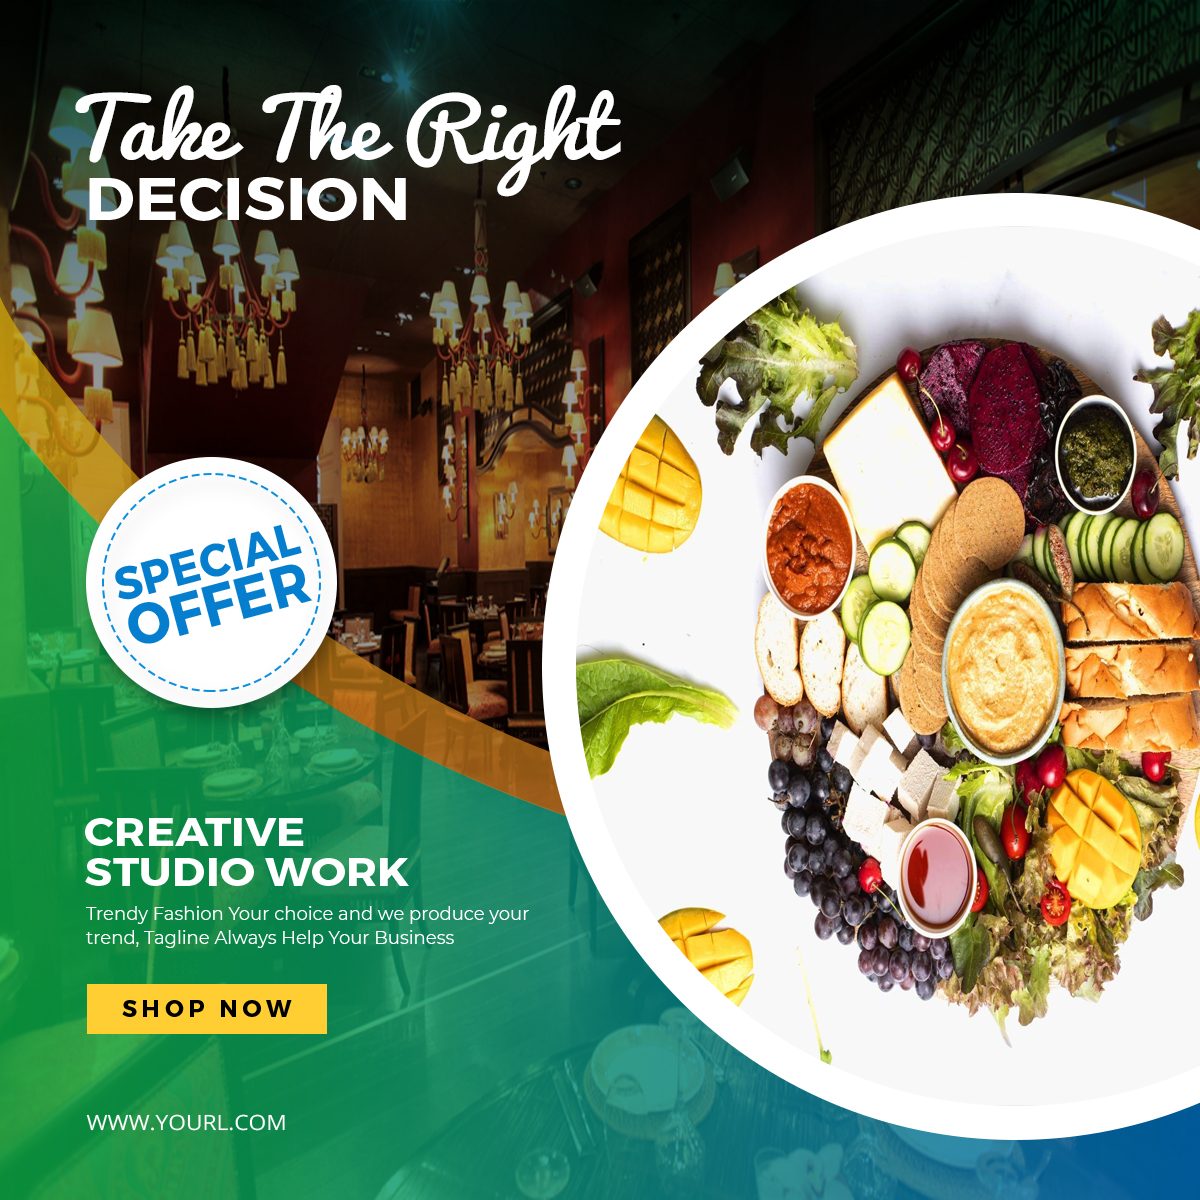 Take The Right
DECISION
SPECIAL
OFFER
CREATIVE
STUDIO WORK
Trendy Fashion Your choice and we produce your
trend, Tagline Always Help Your Business
SHOP NOW
WWW.YOURL.COM